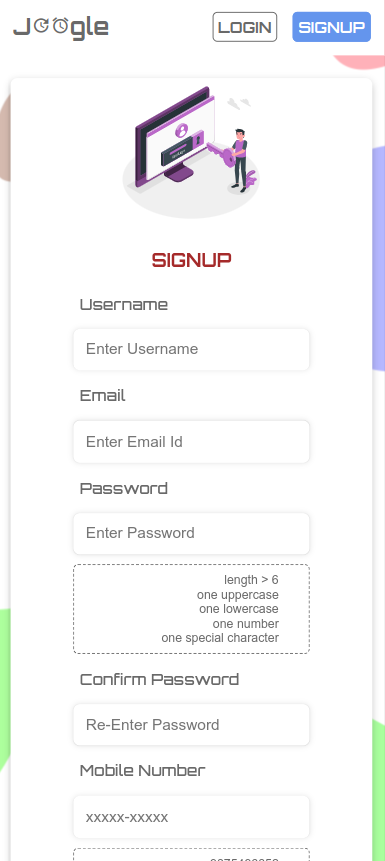 Joogle
LOGIN
SIGNUP
SIGNUP
Username
Enter Username
Email
Enter Email Id
Password
Enter Password
length > 6
one uppercase
one lowercase
one number
one special character
Confirm Password
Re-Enter Password
Mobile Number
xxxxx-xxxxx